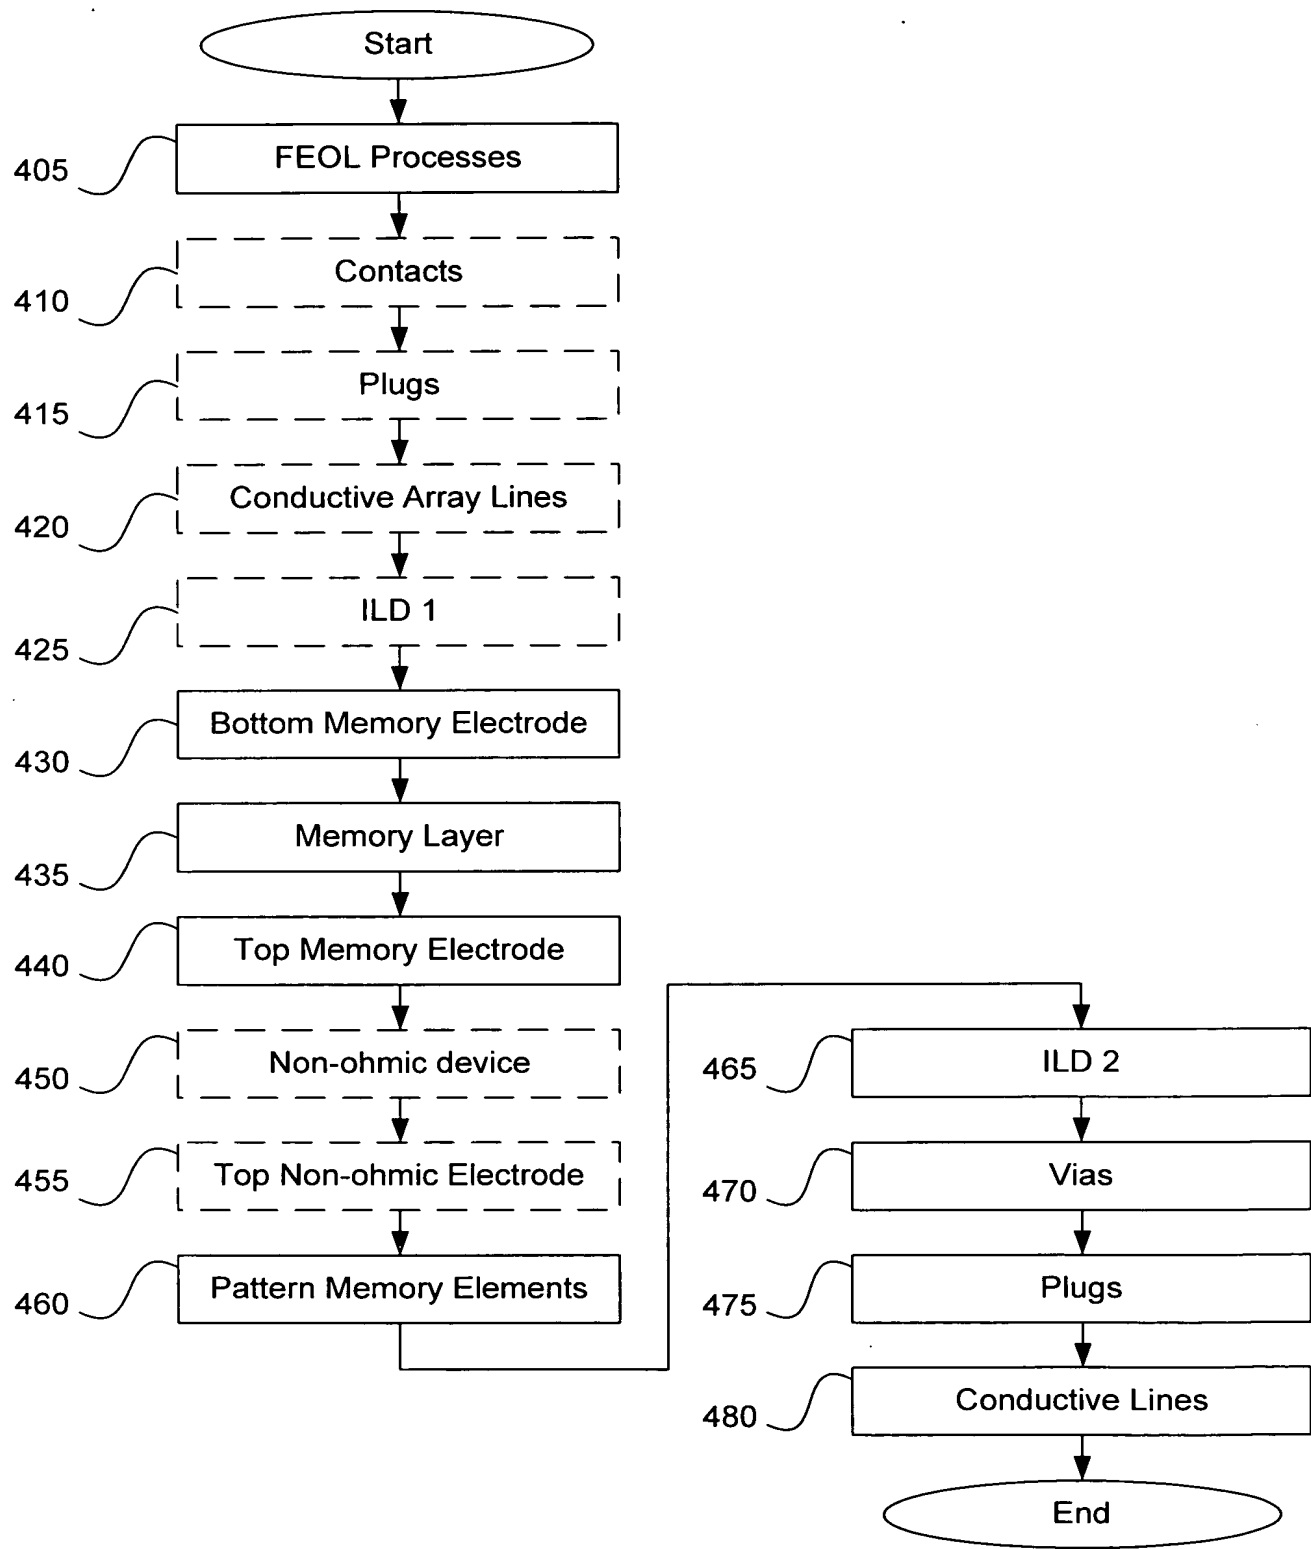 Start
405
FEOL Processes
410
Contacts
415
Plugs
420
Conductive Array Lines
425
ILD 1
430
Bottom Memory Electrode
435
Memory Layer
440
Top Memory Electrode
450
Non-ohmic device
455
Top Non-ohmic Electrode
460
Pattern Memory Elements
465
ILD 2
470
Vias
475
Plugs
480
Conductive Lines
End